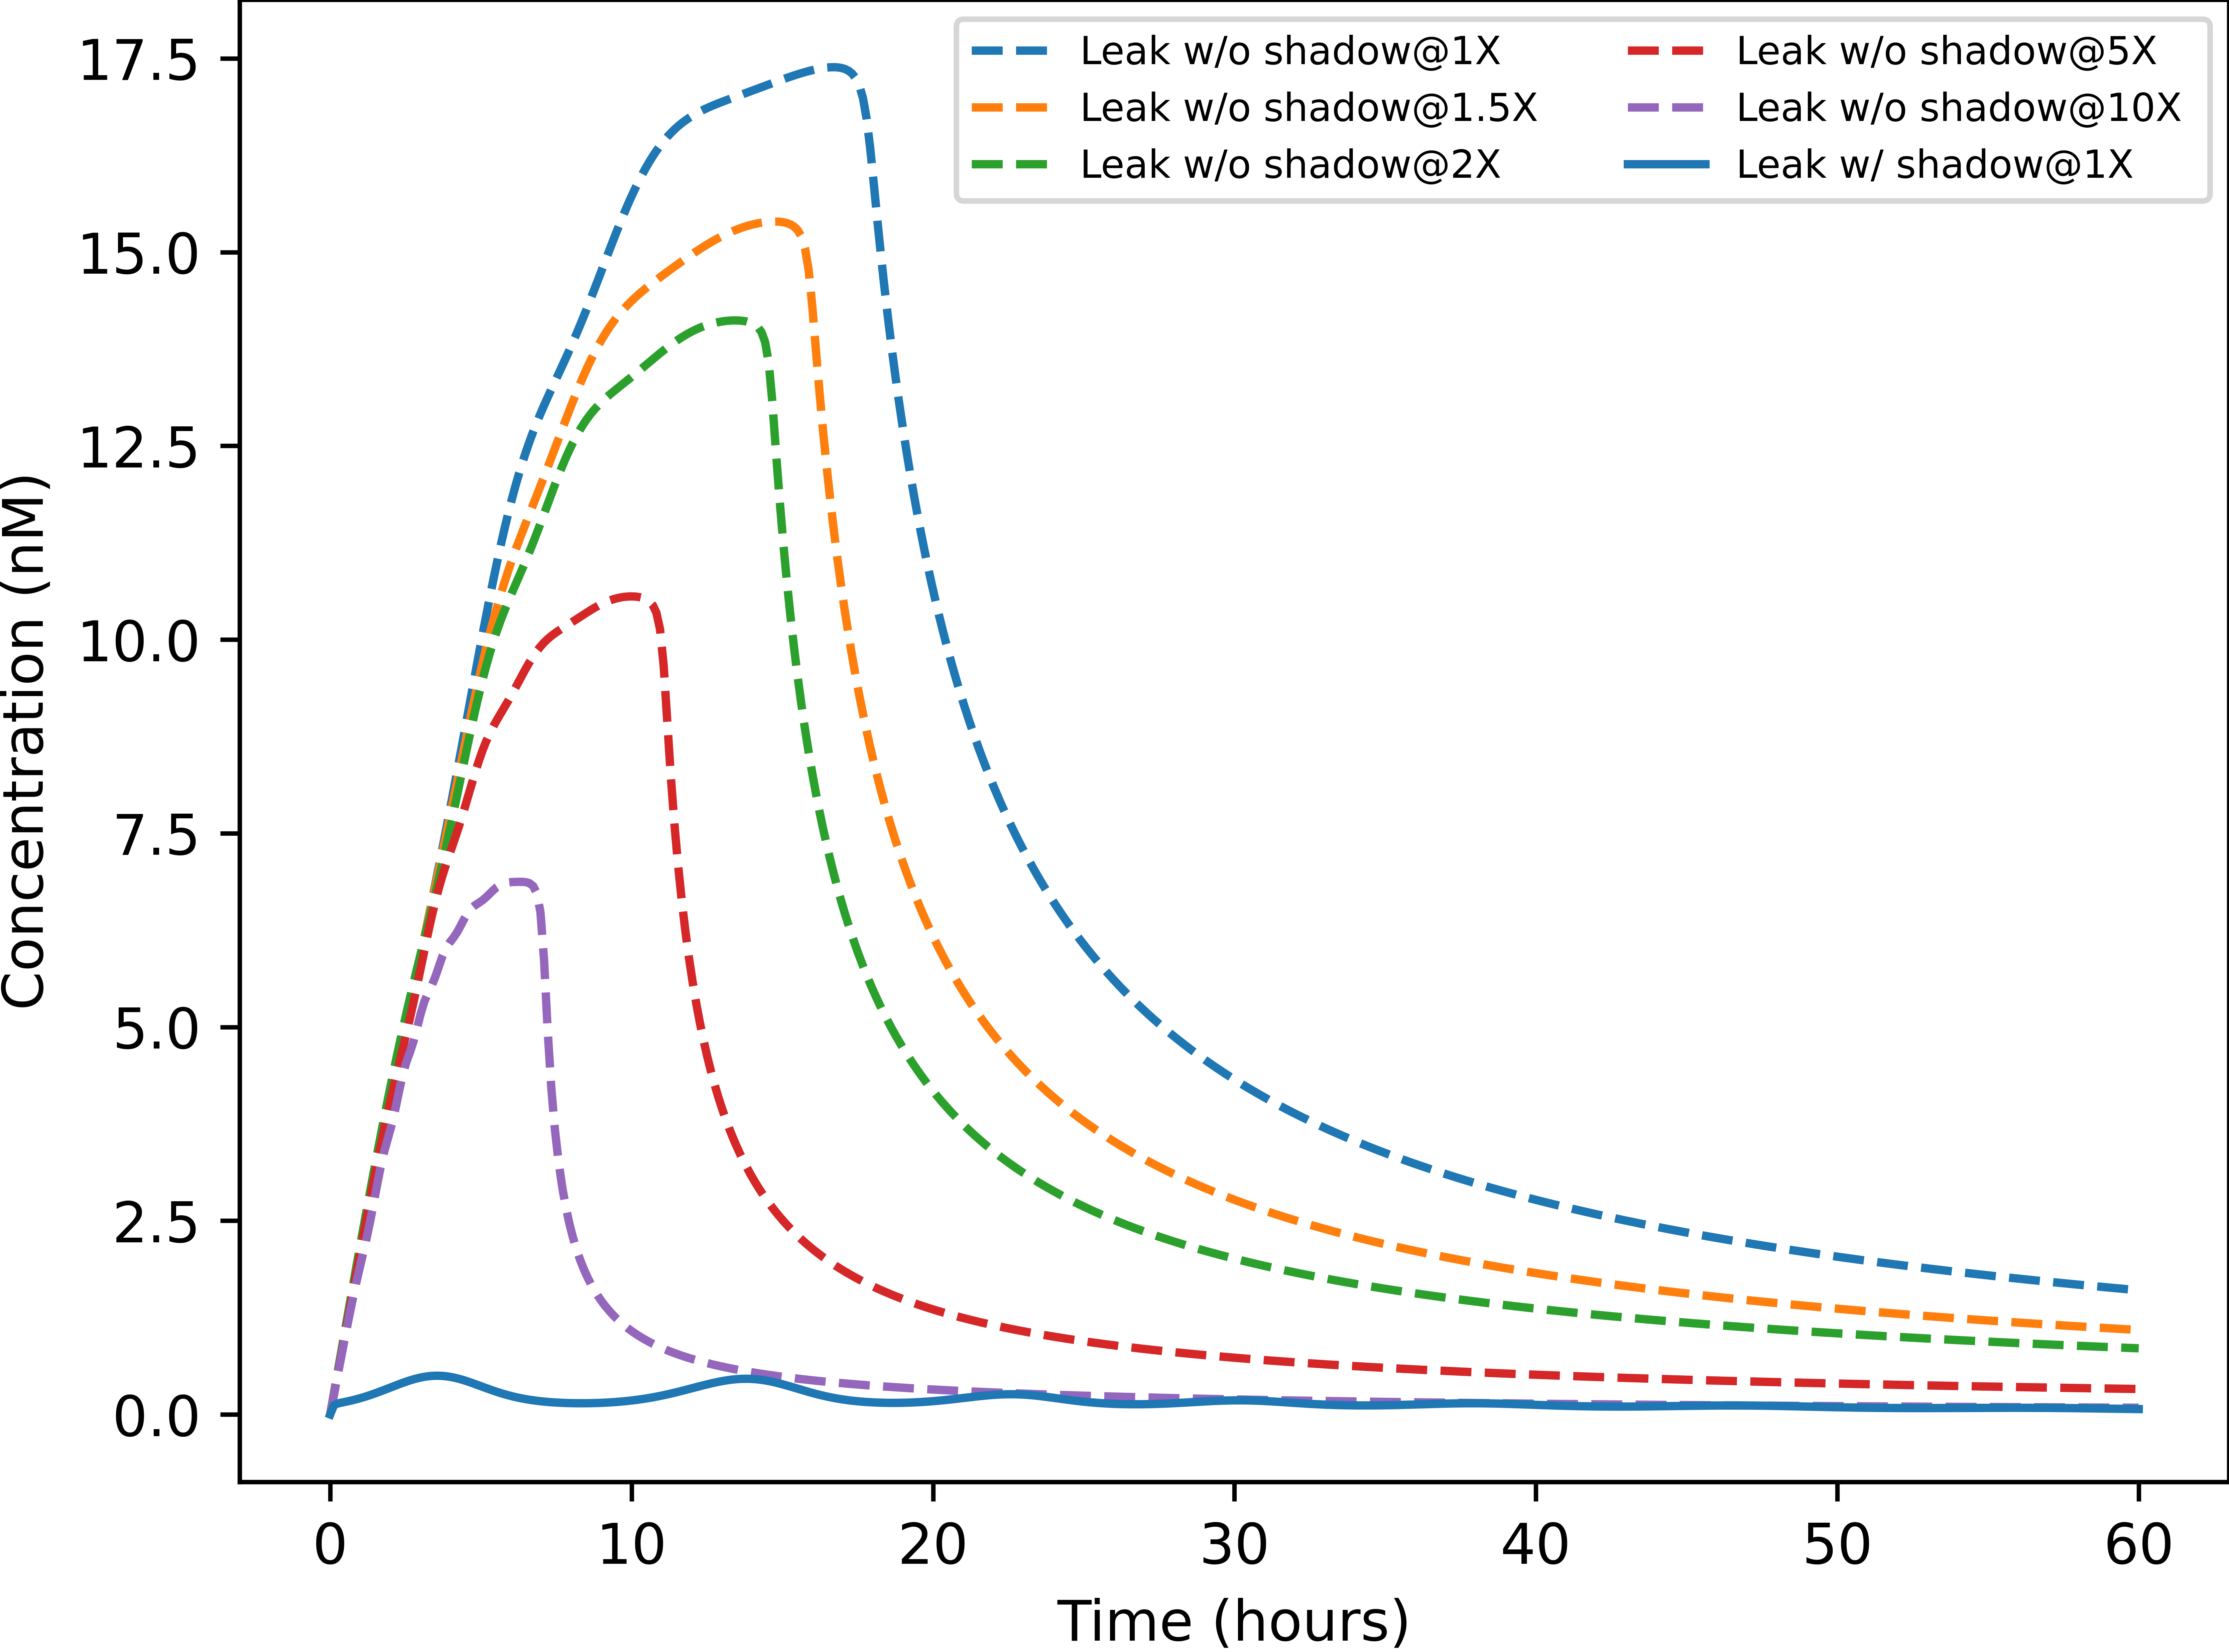 17.5
15.0
12.5
10.0
7.5
5.0
2.5
0.0
Concentration (nM)
Leak w/o shadow@1X
Leak w/o shadow@1.5X
Leak w/o shadow@2X
Leak w/o shadow@5X
Leak w/o shadow@10X
Leak w/ shadow@1X
0 10 20 30 40 50 60
Time (hours)